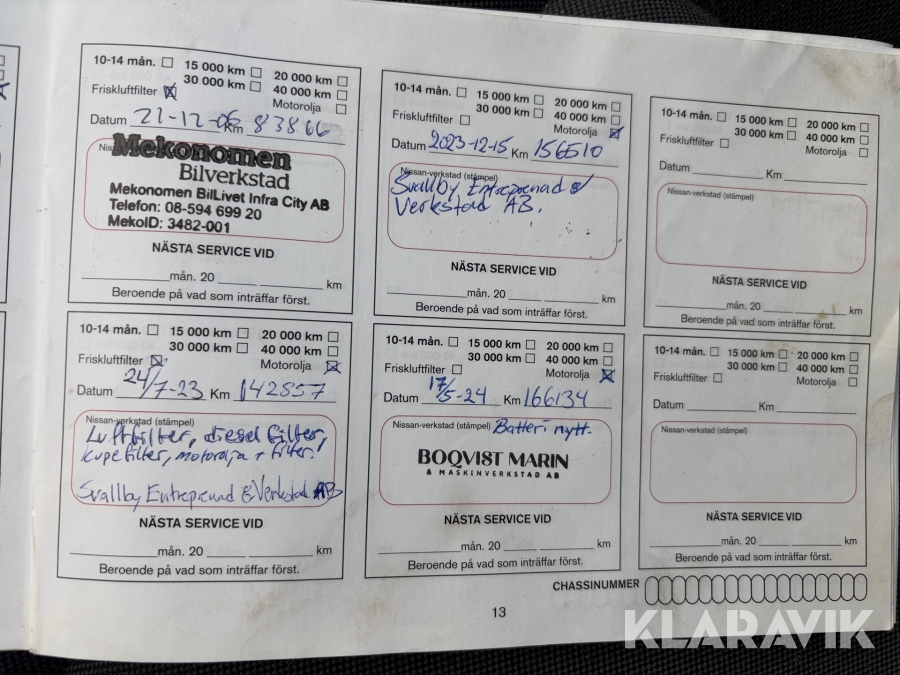 10-14 mån. 15 000 km 20 000 km
30 000 km 40 000 km
Friskluftfilter Motorolja
Datum 21-12-06 Km 83866
Mekonomen
Bilverkstad
Mekonomen BilLivet Infra City AB
Telefon: 08-594 699 20
MekoID: 3482-001
NÄSTA SERVICE VID
mån. 20 km
Beroende på vad som inträffar först.
10-14 mån. 15 000 km 20 000 km
30 000 km 40 000 km
Friskluftfilter Motorolja
Datum 24/7-23 Km 142857
Nissan-verkstad (stämpel)
Luftfilter, diesel filter,
kupefilter, motorolja + filter.
Svallby Entreprenad & Verkstad AB
NÄSTA SERVICE VID
mån. 20 km
Beroende på vad som inträffar först.
10-14 mån. 15 000 km 20 000 km
30 000 km 40 000 km
Friskluftfilter Motorolja
Datum 2023-12-15 Km 156510
Nissan-verkstad (stämpel)
Svallby Entreprenad &
Verkstad AB.
NÄSTA SERVICE VID
mån. 20 km
Beroende på vad som inträffar först.
10-14 mån. 15 000 km 20 000 km
30 000 km 40 000 km
Friskluftfilter Motorolja
Datum 17/5-24 Km 166134
Nissan-verkstad (stämpel) Batteri nytt.
BOQVIST MARIN
& MASKINVERKSTAD AB
NÄSTA SERVICE VID
mån. 20 km
Beroende på vad som inträffar först.
10-14 mån. 15 000 km 20 000 km
30 000 km 40 000 km
Friskluftfilter Motorolja
Datum Km
Nissan-verkstad (stämpel)
NÄSTA SERVICE VID
mån. 20 km
Beroende på vad som inträffar först.
10-14 mån. 15 000 km 20 000 km
30 000 km 40 000 km
Friskluftfilter Motorolja
Datum Km
Nissan-verkstad (stämpel)
NÄSTA SERVICE VID
mån. 20 km
Beroende på vad som inträffar först.
CHASSINUMMER
13
KLARAVIK